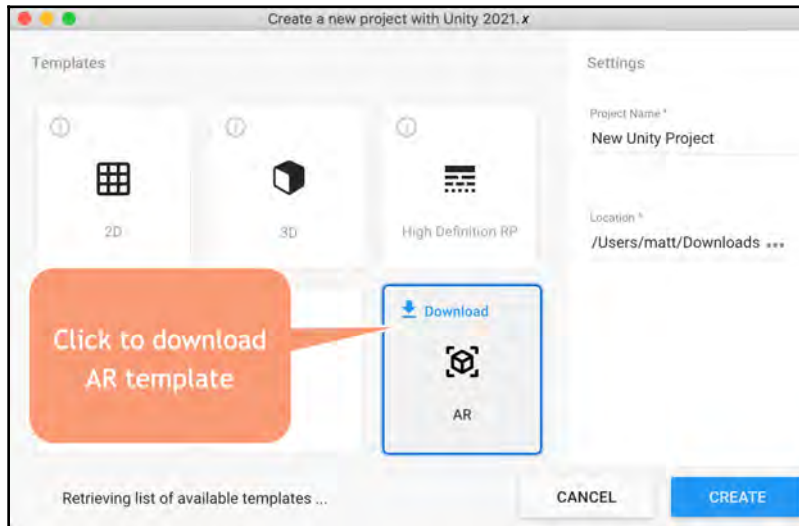 Create a new project with Unity 2021.x
Templates
Settings
2D
3D
High Definition RP
Project Name *
New Unity Project
Location *
/Users/matt/Downloads ...
Click to download
AR template
Download
AR
Retrieving list of available templates ...
CANCEL
CREATE